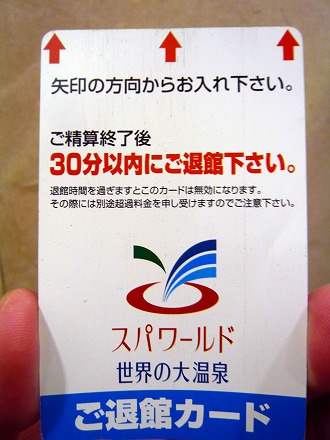 矢印の方向からお入れ下さい。
ご精算終了後
30分以内にご退館下さい。
退館時間を過ぎますとこのカードは無効になります。
その際には別途超過料金を申し受けますのでご注意下さい。
スパワールド
世界の大温泉
ご退館カード